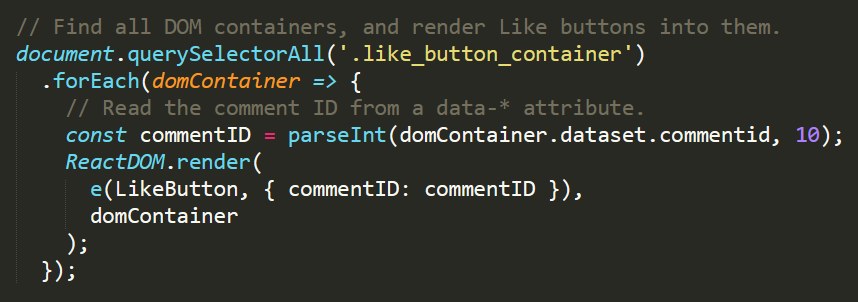 // Find all DOM containers, and render Like buttons into them.
document.querySelectorAll('.like_button_container')
  .forEach(domContainer => {
    // Read the comment ID from a data-* attribute.
    const commentID = parseInt(domContainer.dataset.commentid, 10);
    ReactDOM.render(
      e(LikeButton, { commentID: commentID }),
      domContainer
    );
  });